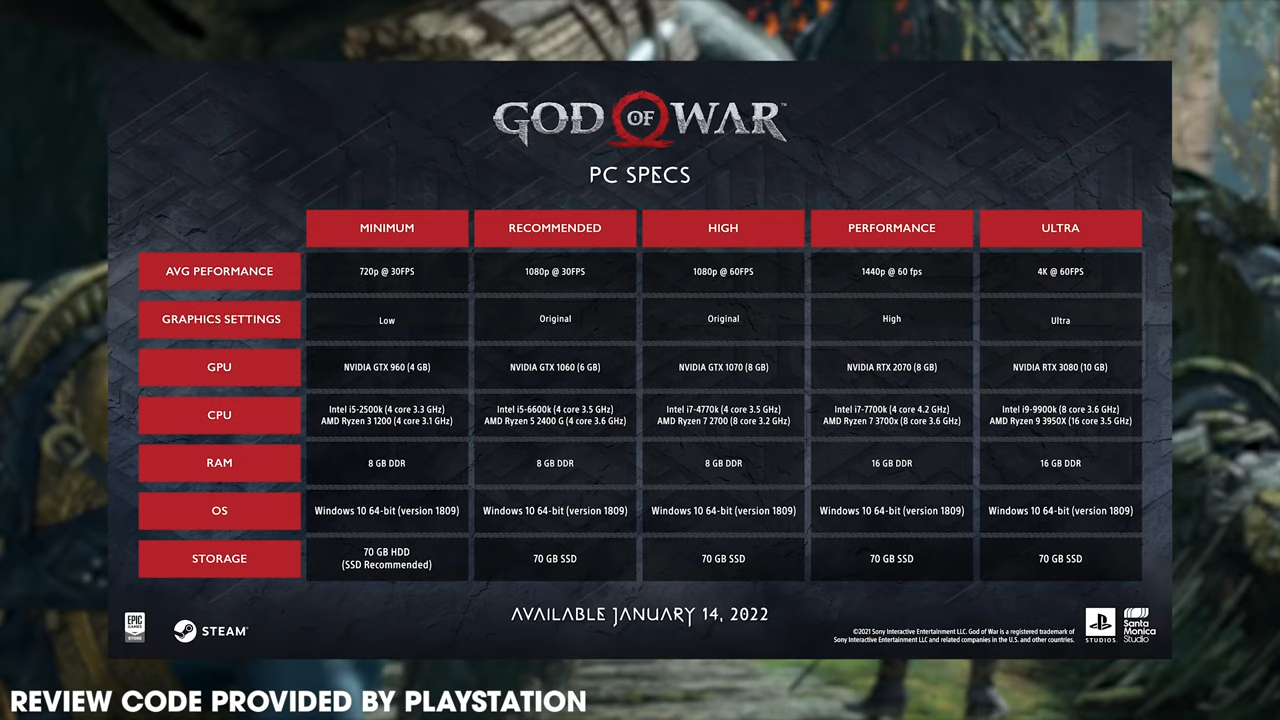 GOD OF WAR™
PC SPECS
MINIMUM RECOMMENDED HIGH PERFORMANCE ULTRA
AVG PEFORMANCE 720p @ 30FPS 1080p @ 30FPS 1080p @ 60FPS 1440p @ 60 fps 4K @ 60FPS
GRAPHICS SETTINGS Low Original Original High Ultra
GPU NVIDIA GTX 960 (4 GB) NVIDIA GTX 1060 (6 GB) NVIDIA GTX 1070 (8 GB) NVIDIA RTX 2070 (8 GB) NVIDIA RTX 3080 (10 GB)
CPU
Intel i5-2500k (4 core 3.3 GHz) Intel i5-6600k (4 core 3.5 GHz) Intel i7-4770k (4 core 3.5 GHz) Intel i7-7700k (4 core 4.2 GHz) Intel i9-9900k (8 core 3.6 GHz)
AMD Ryzen 3 1200 (4 core 3.1 GHz) AMD Ryzen 5 2400 G (4 core 3.6 GHz) AMD Ryzen 7 2700 (8 core 3.2 GHz) AMD Ryzen 7 3700x (8 core 3.6 GHz) AMD Ryzen 9 3950X (16 core 3.5 GHz)
RAM 8 GB DDR 8 GB DDR 8 GB DDR 16 GB DDR 16 GB DDR
OS Windows 10 64-bit (version 1809) Windows 10 64-bit (version 1809) Windows 10 64-bit (version 1809) Windows 10 64-bit (version 1809) Windows 10 64-bit (version 1809)
STORAGE 70 GB HDD (SSD Recommended) 70 GB SSD 70 GB SSD 70 GB SSD 70 GB SSD
EPIC GAMES STORE
STEAM®
AVAILABLE JANUARY 14, 2022
©2021 Sony Interactive Entertainment LLC. God of War is a registered trademark of
Sony Interactive Entertainment LLC and related companies in the U.S. and other countries.
STUDIOS
Santa Monica Studio
REVIEW CODE PROVIDED BY PLAYSTATION